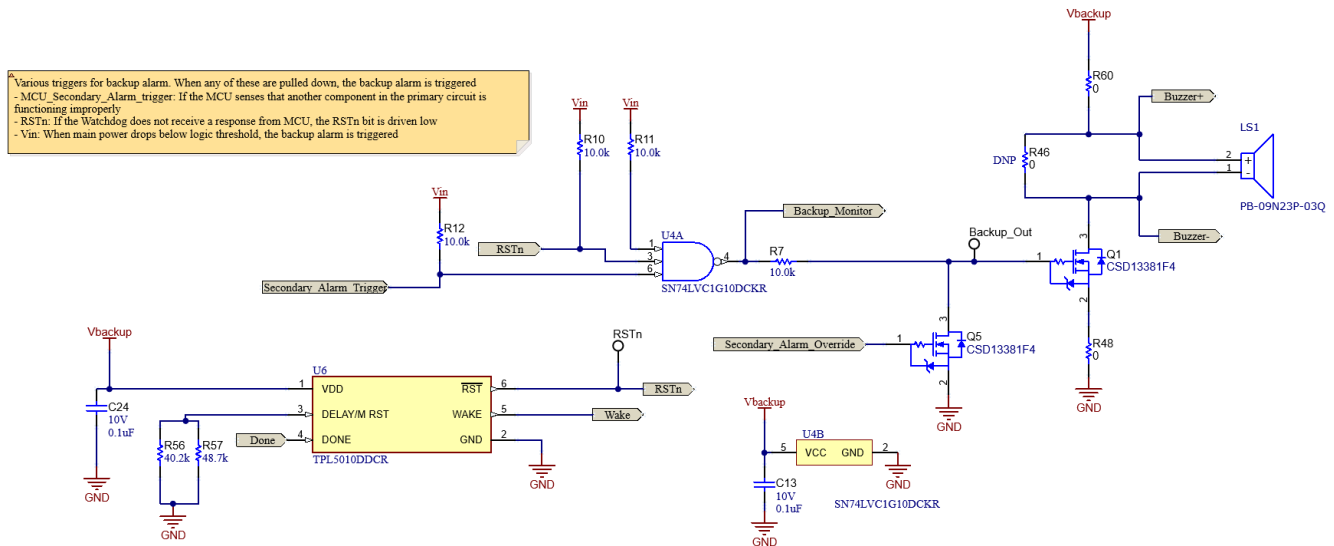 Various triggers for backup alarm. When any of these are pulled down, the backup alarm is triggered
- MCU_Secondary_Alarm_trigger: If the MCU senses that another component in the primary circuit is
functioning improperly
- RSTn: If the Watchdog does not receive a response from MCU, the RSTn bit is driven low
- Vin: When main power drops below logic threshold, the backup alarm is triggered
Vin
R10
10.0k
Vin
R11
10.0k
Vin
R12
10.0k
RSTn
Secondary_Alarm_Trigger
U4A
1
3
6
4
SN74LVC1G10DCKR
Backup_Monitor
R7
10.0k
Backup_Out
Vbackup
R60
0
Buzzer+
DNP
R46
0
LS1
2
1
+
-
PB-09N23P-03Q
Buzzer-
3
1
Q1
CSD13381F4
2
R48
0
GND
Secondary_Alarm_Override
3
1
Q5
CSD13381F4
2
GND
Vbackup
C24
10V
0.1uF
GND
R56
40.2k
R57
48.7k
GND
Done
U6
1 VDD
3 DELAY/M RST
4 DONE
RST 6
WAKE 5
GND 2
TPL5010DDCR
RSTn
RSTn
Wake
GND
Vbackup
U4B
5 VCC GND 2
C13
10V
0.1uF
GND
GND
SN74LVC1G10DCKR